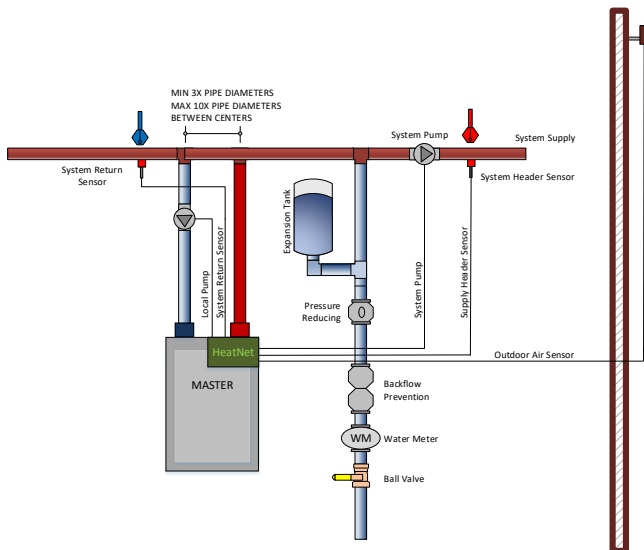 MIN 3X PIPE DIAMETERS
MAX 10X PIPE DIAMETERS
BETWEEN CENTERS
System Pump
System Supply
System Return
Sensor
System Header Sensor
Expansion Tank
Local Pump
System Return Sensor
System Pump
Supply Header Sensor
Pressure
Reducing
0
HeatNet
Outdoor Air Sensor
MASTER
Backflow
Prevention
WM
Water Meter
Ball Valve